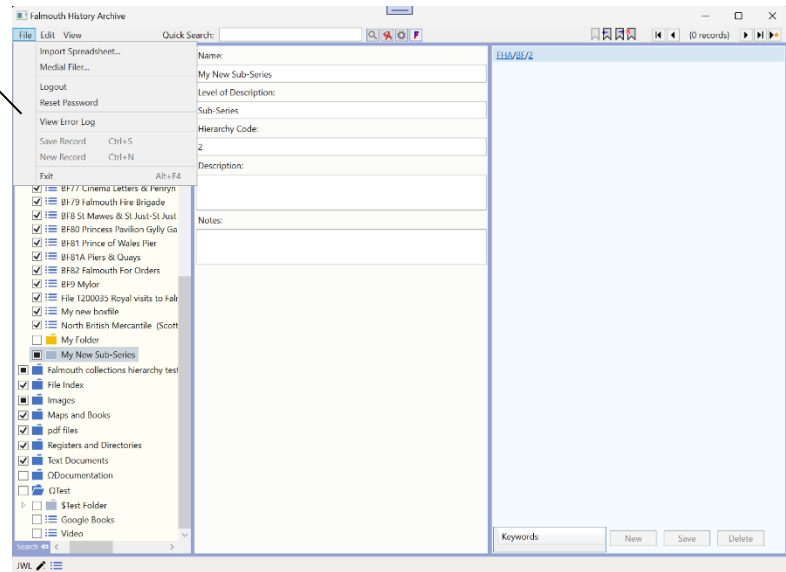 Falmouth History Archive
File Edit View Quick Search: {0 records}
Import Spreadsheet...
Medial Filer...
Logout
Reset Password
View Error Log
Save Record Ctrl+S
New Record Ctrl+N
Exit Alt+F4
BF77 Cinema Letters & Penryn
BF79 Falmouth Fire Brigade
BF8 St Mawes & St Just-St Just
BF80 Princess Pavilion Gylly Ga
BF81 Prince of Wales Pier
BF81A Piers & Quays
BF82 Falmouth For Orders
BF9 Mylor
File T200035 Royal visits to Falr
My new boxfile
North British Mercantile (Scott
My Folder
My New Sub-Series
Falmouth collections hierarchy test
File Index
Images
Maps and Books
pdf files
Registers and Directories
Text Documents
ΩDocumentation
ΩTest
$Test Folder
Google Books
Video
Search
Name:
My New Sub-Series
Level of Description:
Sub-Series
Hierarchy Code:
2
Description:
Notes:
FHA/BF/2
Keywords New Save Delete
JWL